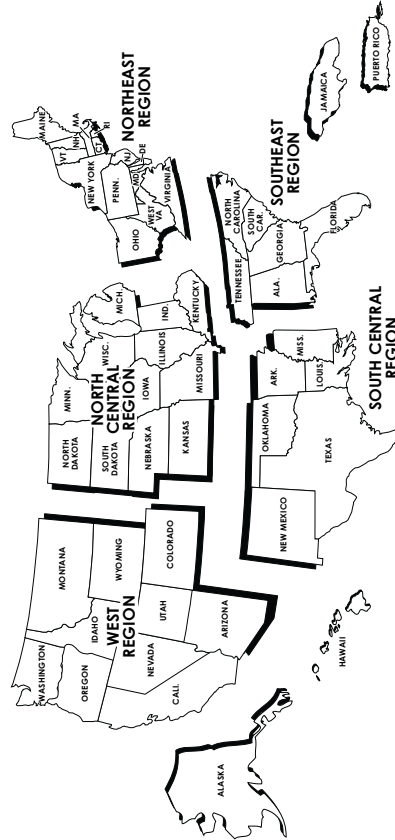 ALASKA
HAWAII
WEST
REGION
WASHINGTON
OREGON
CALI.
NEVADA
IDAHO
MONTANA
WYOMING
UTAH
COLORADO
ARIZONA
NORTH
CENTRAL
REGION
NORTH
DAKOTA
SOUTH
DAKOTA
NEBRASKA
KANSAS
MINN.
IOWA
MISSOURI
WISC.
ILLINOIS
MICH.
IND.
KENTUCKY
SOUTH CENTRAL
REGION
NEW MEXICO
TEXAS
OKLAHOMA
ARK.
LOUIS.
MISS.
NORTHEAST
REGION
MAINE
VT
NH
MA
CT
RI
NEW YORK
PENN.
NJ
MD
DE
OHIO
WEST
VA
VIRGINIA
SOUTHEAST
REGION
TENNESSEE
NORTH
CAROLINA
SOUTH
CAR.
GEORGIA
ALA.
FLORIDA
JAMAICA
PUERTO RICO